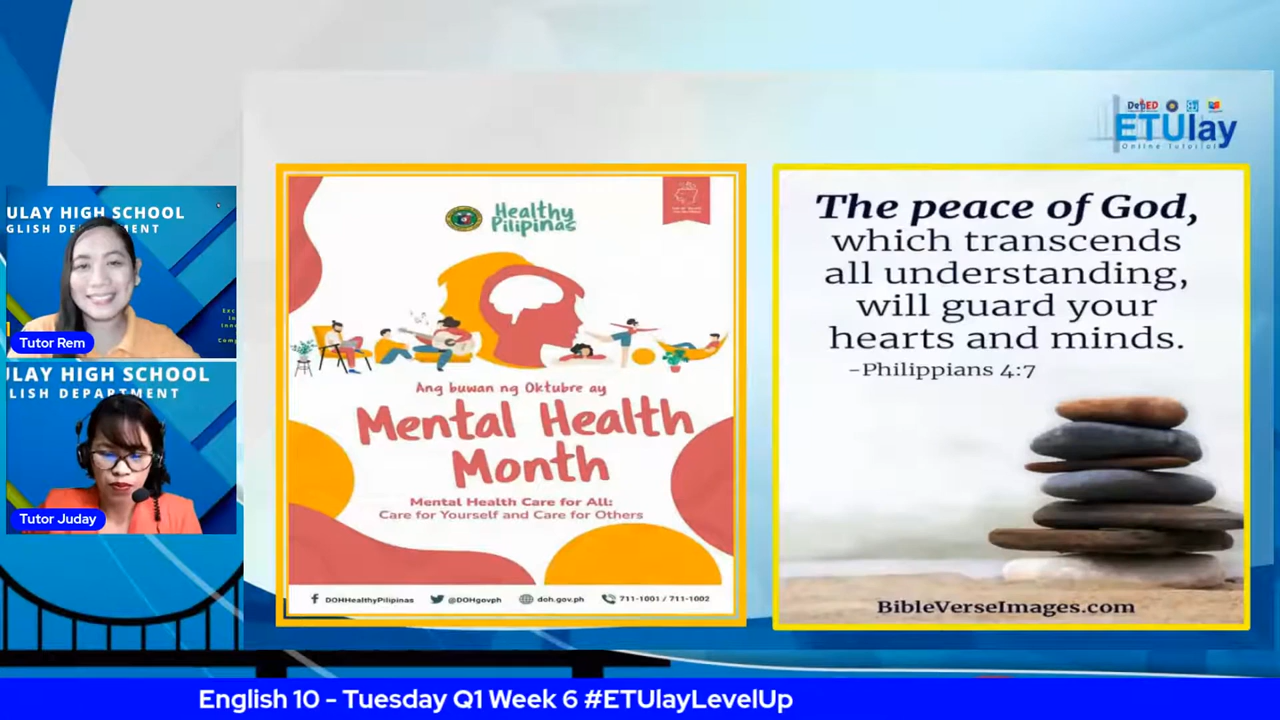 DepED
ETUlay
Online Tutorial
ULAY HIGH SCHOOL
GLISH DE MENT
Tutor Rem
ULAY HIGH SCHOOL
LISH DEPARTMENT
Tutor Juday
Healthy
Pilipinas
Ang buwan ng Oktubre ay
Mental Health
Month
Mental Health Care for All:
Care for Yourself and Care for Others
DOHHealthyPilipinas @DOHgovph doh.gov.ph 711-1001 / 711-1002
The peace of God,
which transcends
all understanding,
will guard your
hearts and minds.
–Philippians 4:7
BibleVerseImages.com
English 10 - Tuesday Q1 Week 6 #ETUlayLevelUp